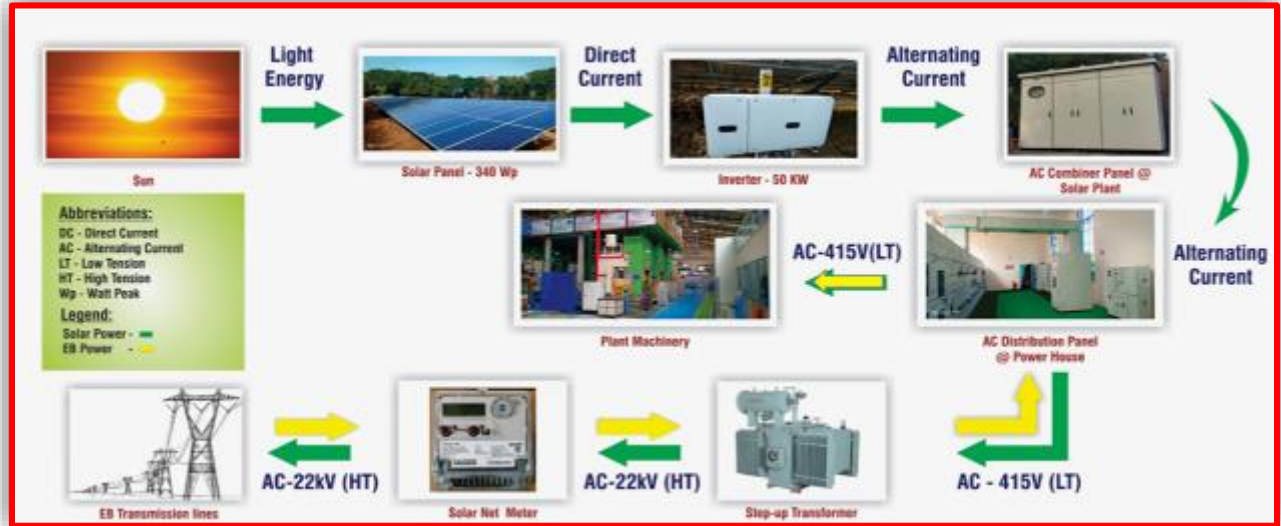 Light
Energy
Direct
Current
Alternating
Current
Sun
Solar Panel - 340 Wp
Inverter - 50 KW
AC Combiner Panel @
Solar Plant
Abbreviations:
DC - Direct Current
AC - Alternating Current
LT - Low Tension
HT - High Tension
Wp - Watt Peak
Legend:
Solar Power -
EB Power -
AC-415V(LT)
Alternating
Current
Plant Machinery
AC Distribution Panel
@ Power House
AC-22kV (HT)
AC-22kV (HT)
AC - 415V (LT)
EB Transmission lines
Solar Net Meter
Step-up Transformer